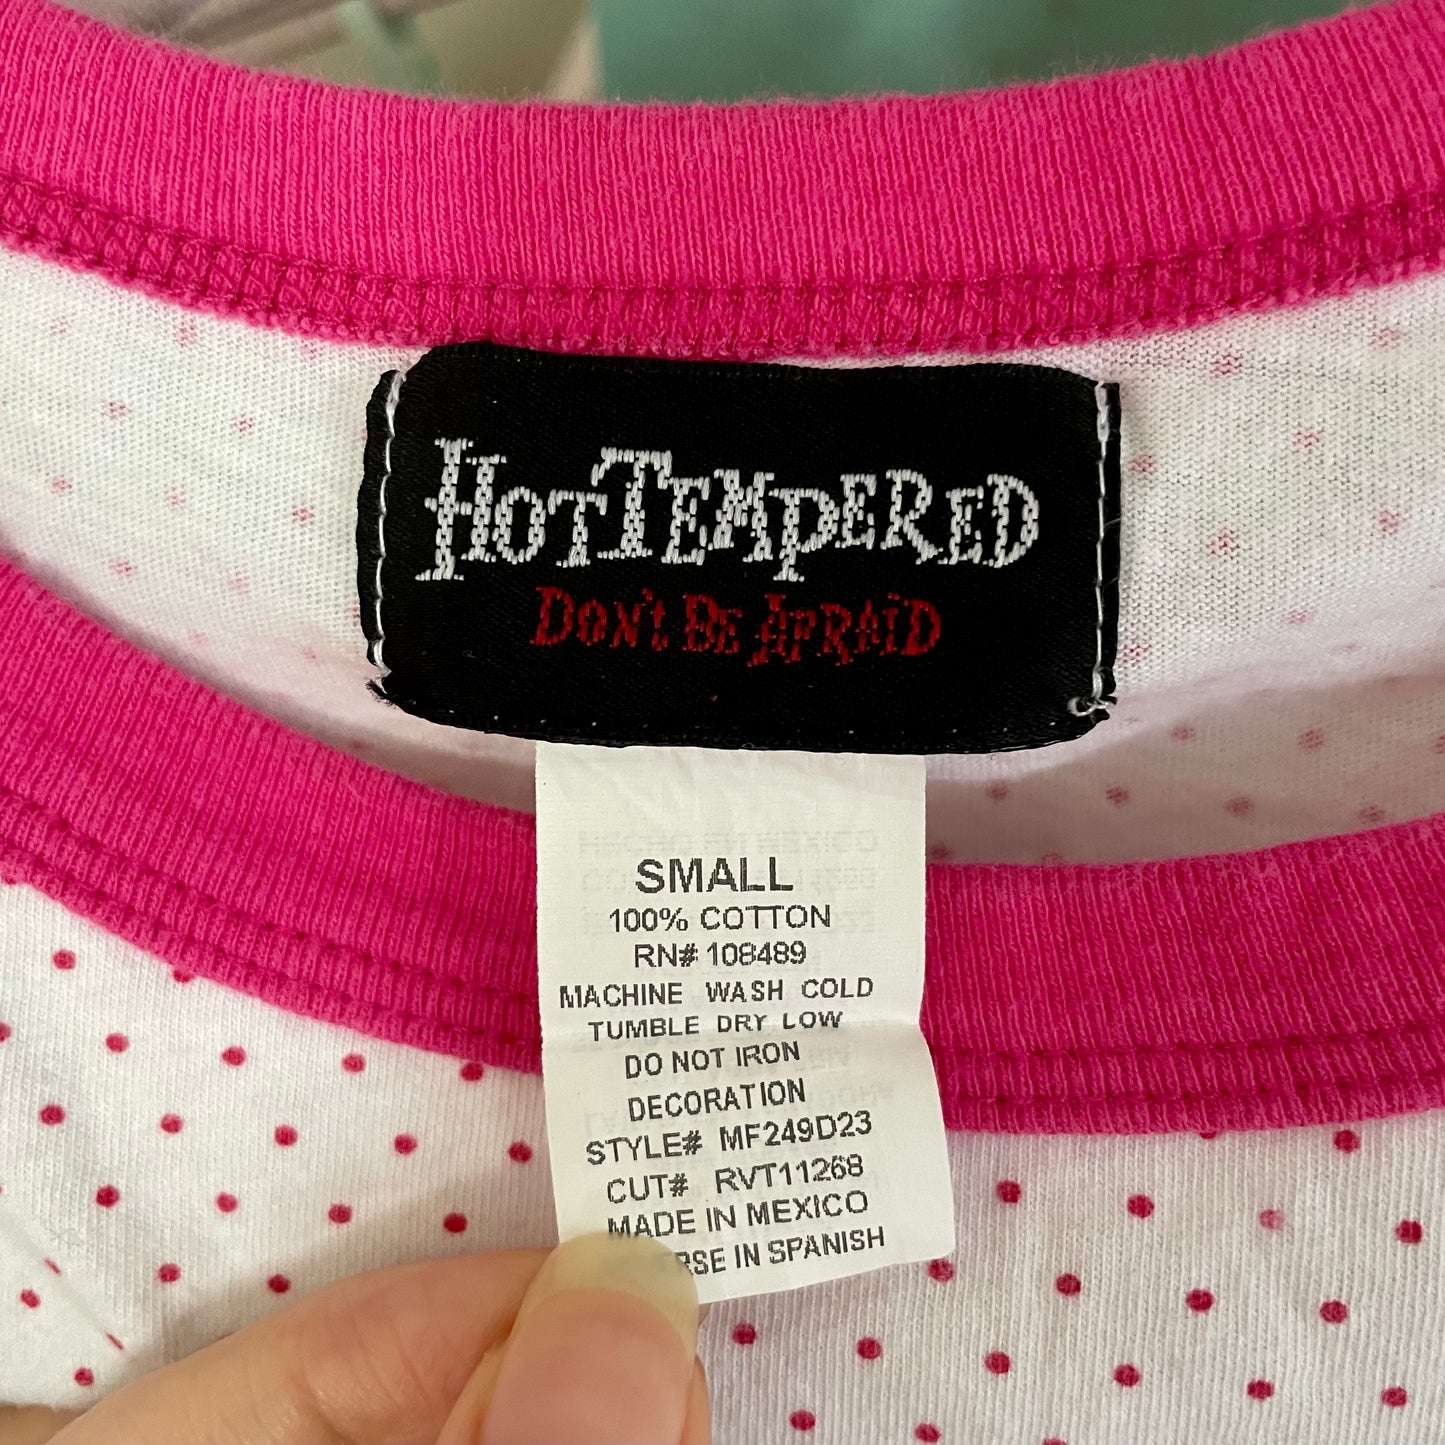 HOTTEMPERED
DON'T BE AFRAID
SMALL
100% COTTON
RN# 108489
MACHINE WASH COLD
TUMBLE DRY LOW
DO NOT IRON
DECORATION
STYLE# MF249D23
CUT# RVT11268
MADE IN MEXICO
IN SPANISH